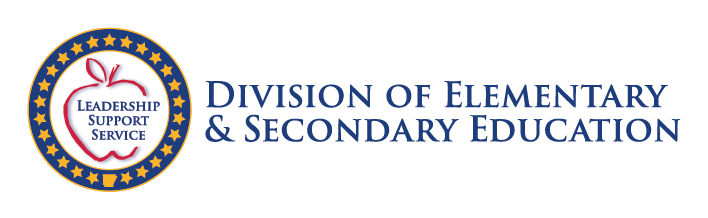 LEADERSHIP
SUPPORT
SERVICE
DIVISION OF ELEMENTARY
& SECONDARY EDUCATION